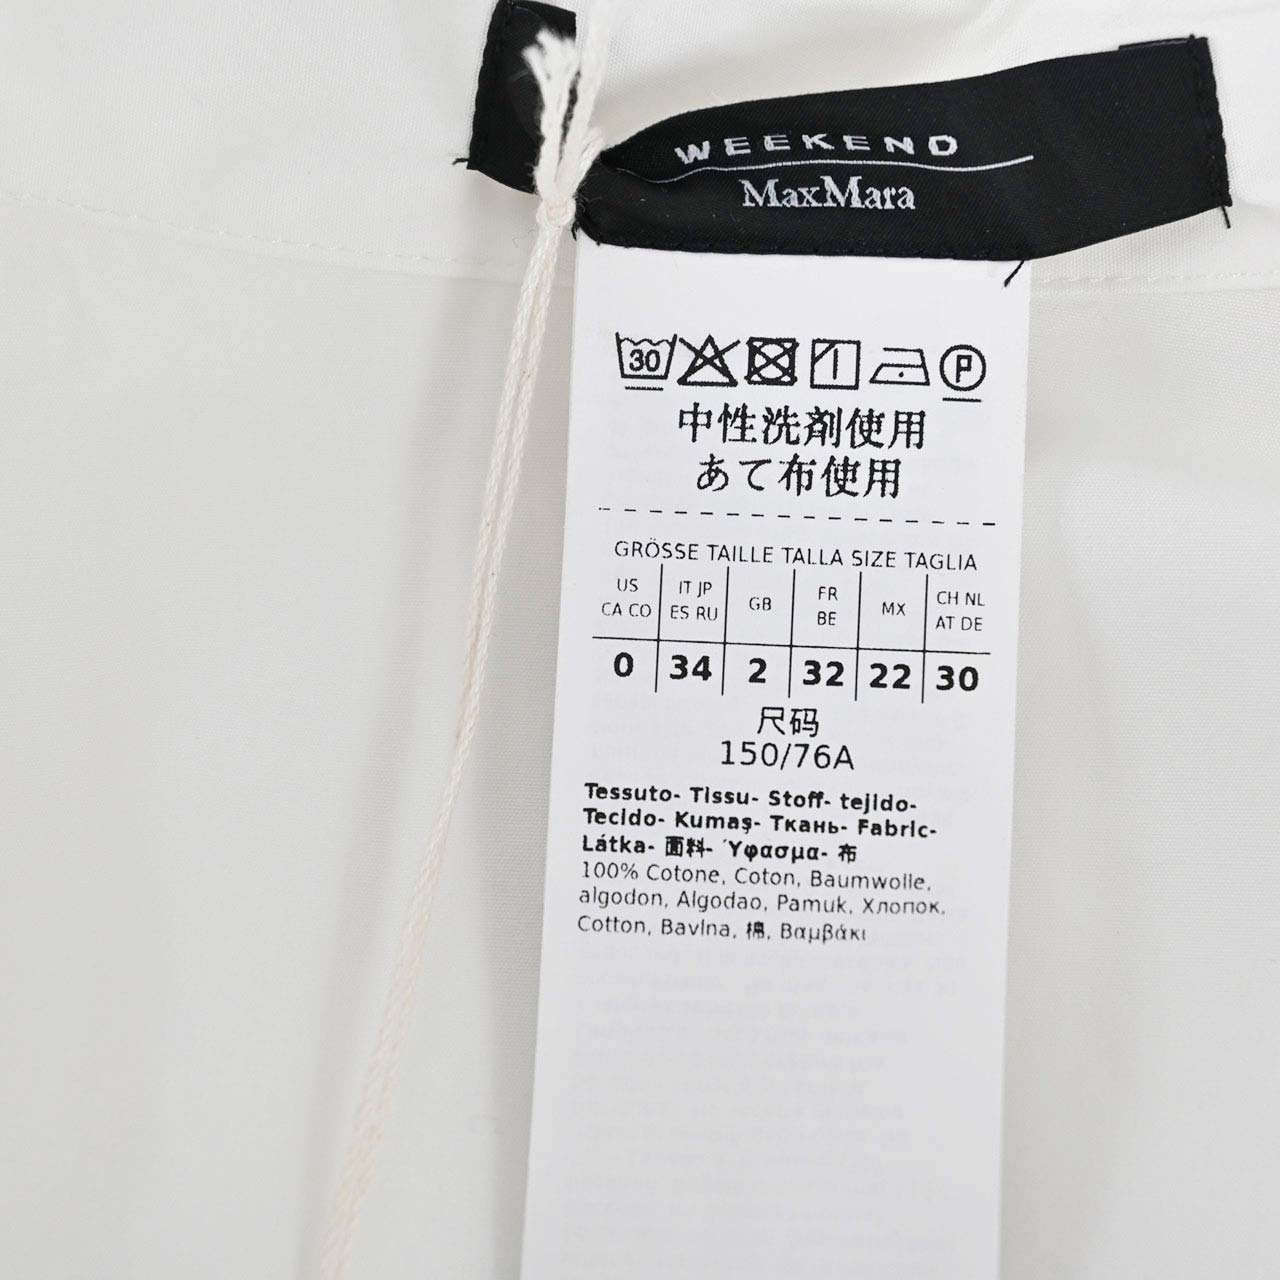 WEEKEND
MaxMara
30 P
中性洗剤使用
あて布使用
GRÖSSE TAILLE TALLA SIZE TAGLIA
US CA CO IT JP ES RU GB FR BE MX CH NL AT DE
0 34 2 32 22 30
尺码
150/76A
Tessuto- Tissu- Stoff- tejido-
Tecido- Kumaş- Ткань- Fabric-
Látka- 面料- Ύφασμα- 布
100% Cotone, Coton, Baumwolle,
algodon, Algodao, Pamuk, Хлопок,
Cotton, Bavlna, 棉, Βαμβάκι